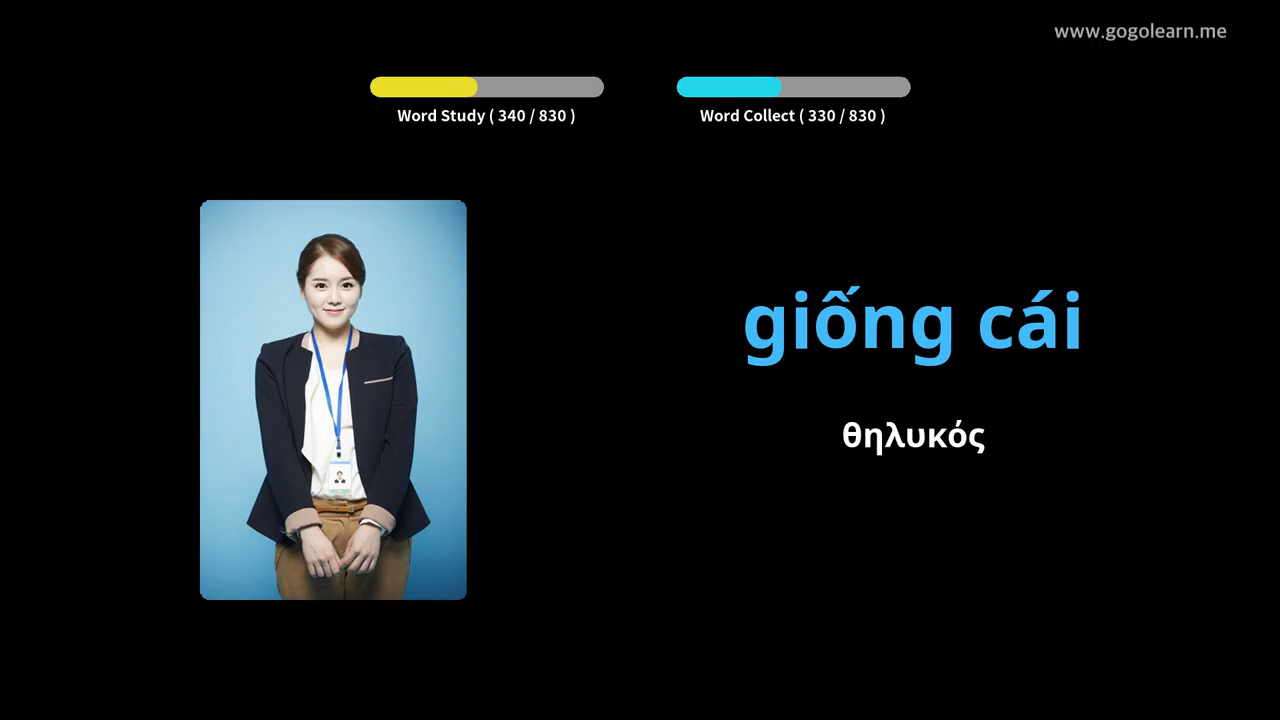 www.gogolearn.me
Word Study ( 340 / 830 )
Word Collect ( 330 / 830 )
giống cái
θηλυκός